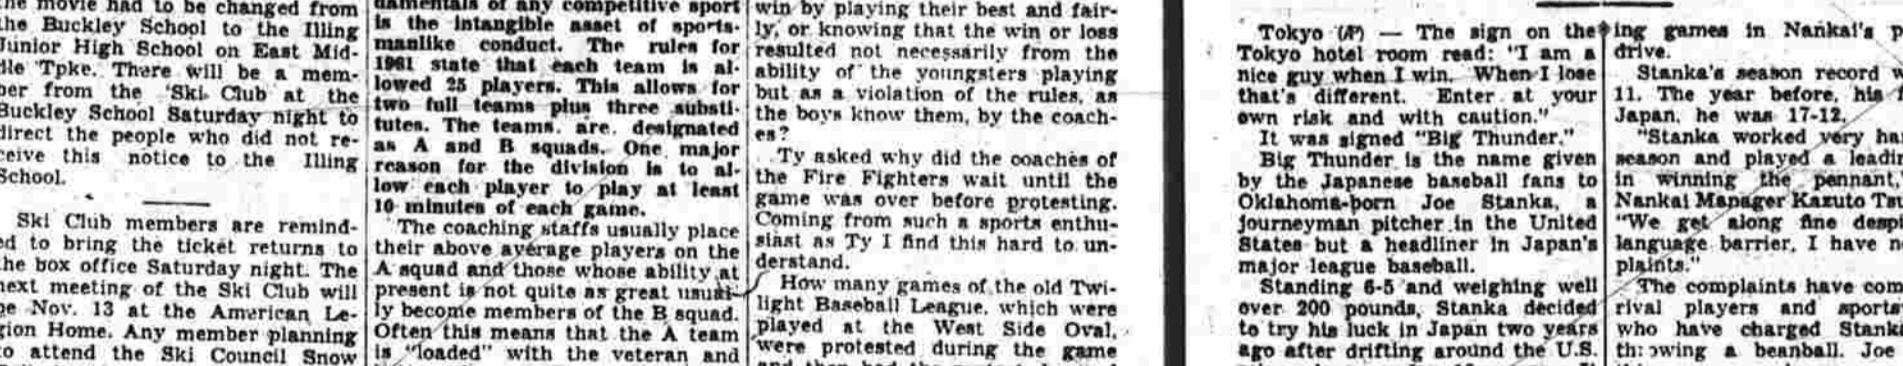 the movie had to be changed from
the Buckley School to the Illing
Junior High School on East Mid-
dle Tpke. There will be a mem-
ber from the Ski Club at the
Buckley School Saturday night to
direct the people who did not re-
ceive this notice to the Illing
School.
Ski Club members are remind-
ed to bring the ticket returns to
the box office Saturday night. The
next meeting of the Ski Club will
be Nov. 13 at the American Le-
gion Home. Any member planning
to attend the Ski Council Snow
damentals of any competitive sport
is the intangible asset of sports-
manlike conduct. The rules for
1961 state that each team is al-
lowed 25 players. This allows for
two full teams plus three substi-
tutes. The teams are designated
as A and B squads. One major
reason for the division is to al-
low each player to play at least
10 minutes of each game.
The coaching staffs usually place
their above average players on the
A squad and those whose ability at
present is not quite as great usual-
ly become members of the B squad.
Often this means that the A team
is "loaded" with the veteran and
win by playing their best and fair-
ly, or knowing that the win or loss
resulted not necessarily from the
ability of the youngsters playing
but as a violation of the rules, as
the boys know them, by the coach-
es?
Ty asked why did the coaches of
the Fire Fighters wait until the
game was over before protesting.
Coming from such a sports enthu-
siast as Ty I find this hard to un-
derstand.
How many games of the old Twi-
light Baseball League, which were
played at the West Side Oval,
were protested during the game
Tokyo (AP) — The sign on the
Tokyo hotel room read: "I am a
nice guy when I win. When I lose
that's different. Enter at your
own risk and with caution."
It was signed "Big Thunder."
Big Thunder is the name given
by the Japanese baseball fans to
Oklahoma-born Joe Stanka, a
journeyman pitcher in the United
States but a headliner in Japan's
major league baseball.
Standing 6-5 and weighing well
over 200 pounds, Stanka decided
to try his luck in Japan two years
ago after drifting around the U.S.
ing games in Nankai's p
drive.
Stanka's season record w
11. The year before, his f
Japan, he was 17-12.
"Stanka worked very har
season and played a leadin
in winning the pennant,"
Nankai Manager Kazuto Tsu
"We get along fine despi
language barrier. I have no
plaints."
The complaints have com
rival players and sports
who have charged Stanka
throwing a beanball. Joe